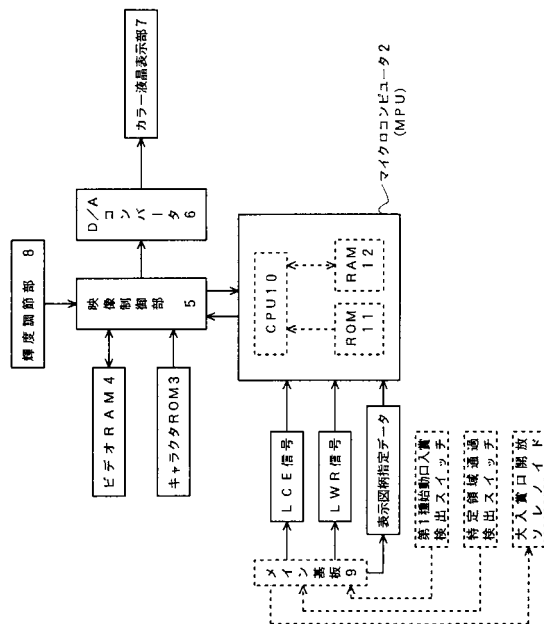 輝度調節部 8
ビデオRAM4
キャラクタROM3
映像制御部
5
D/A
コンバータ
6
カラー液晶表示部7
CPU10
ROM
11
RAM
12
マイクロコンピュータ2
(MPU)
LCE信号
LWR信号
表示図柄指定データ
メイン基板9
第1種始動口入賞
検出スイッチ
特定領域通過
検出スイッチ
大入賞口開放
ソレノイド